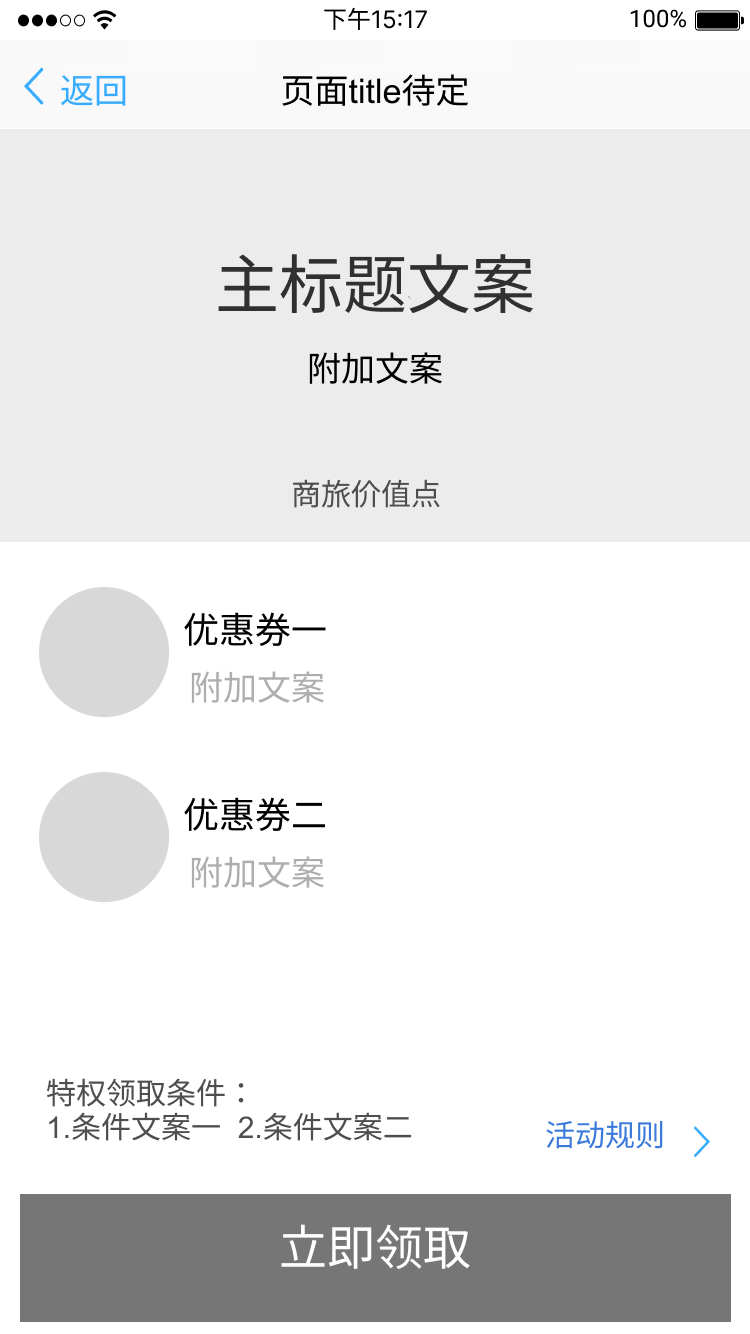 下午15:17
100%
返回
页面title待定
主标题文案
附加文案
商旅价值点
优惠券一
附加文案
优惠券二
附加文案
特权领取条件：
1.条件文案一 2.条件文案二
活动规则
立即领取